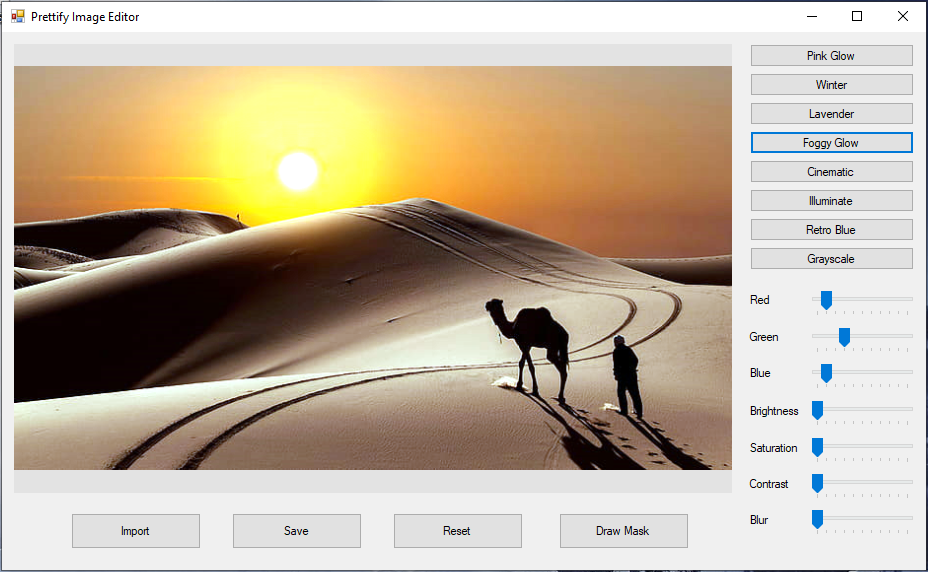 Prettify Image Editor
Pink Glow
Winter
Lavender
Foggy Glow
Cinematic
Illuminate
Retro Blue
Grayscale
Red
Green
Blue
Brightness
Saturation
Contrast
Blur
Import
Save
Reset
Draw Mask